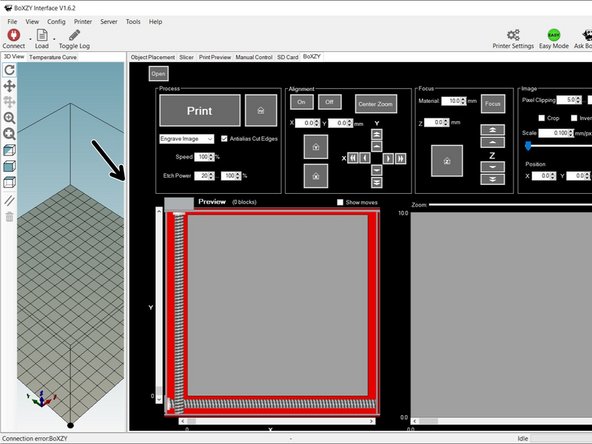 BoXZY Interface V1.6.2
File View Config Printer Server Tools Help
Connect Load Toggle Log Printer Settings Easy Mode Ask Bo
EASY
3D View Temperature Curve Object Placement Slicer Print Preview Manual Control SD Card BoXZY
Open
Process Alignment Focus Image
Print On Off Center Zoom Material 10.0 mm Focus Pixel Clipping 5.0
X 0.0 Y 0.0 mm Y Z 0.0 mm Crop Inver
Engrave Image Antialias Cut Edges Scale 0.100 mm/px
Speed 100 % X Z
Etch Power 20 - 100 % Position
X 0.0 Y 0.0
Preview (0 blocks) Show moves Zoom
10.0
Y
0
0.0
0 X 0
Connection error:BoXZY - Idle